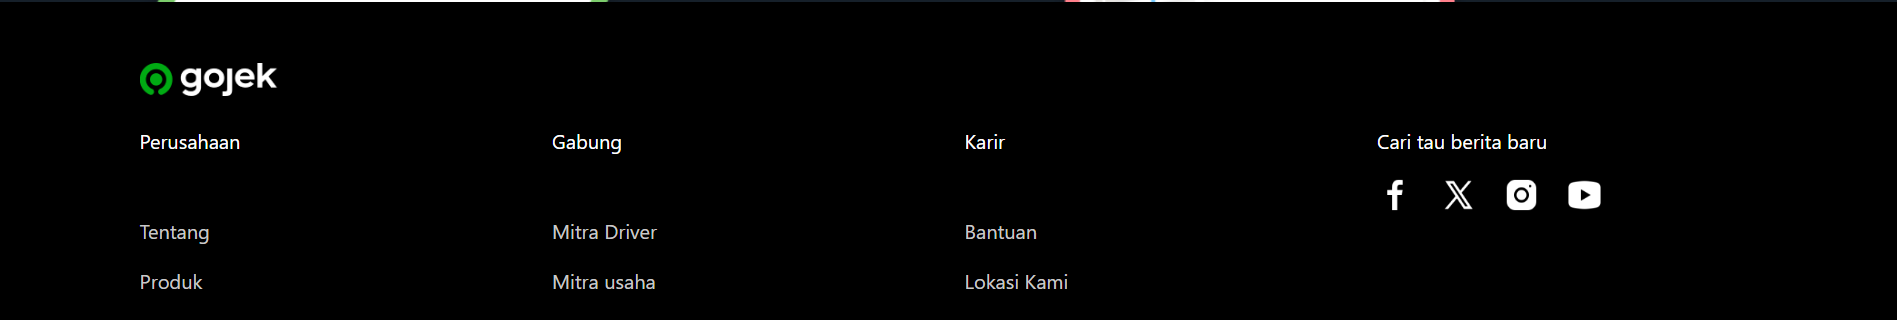 gojek
Perusahaan
Gabung
Karir
Cari tau berita baru
Tentang
Mitra Driver
Bantuan
Produk
Mitra usaha
Lokasi Kami